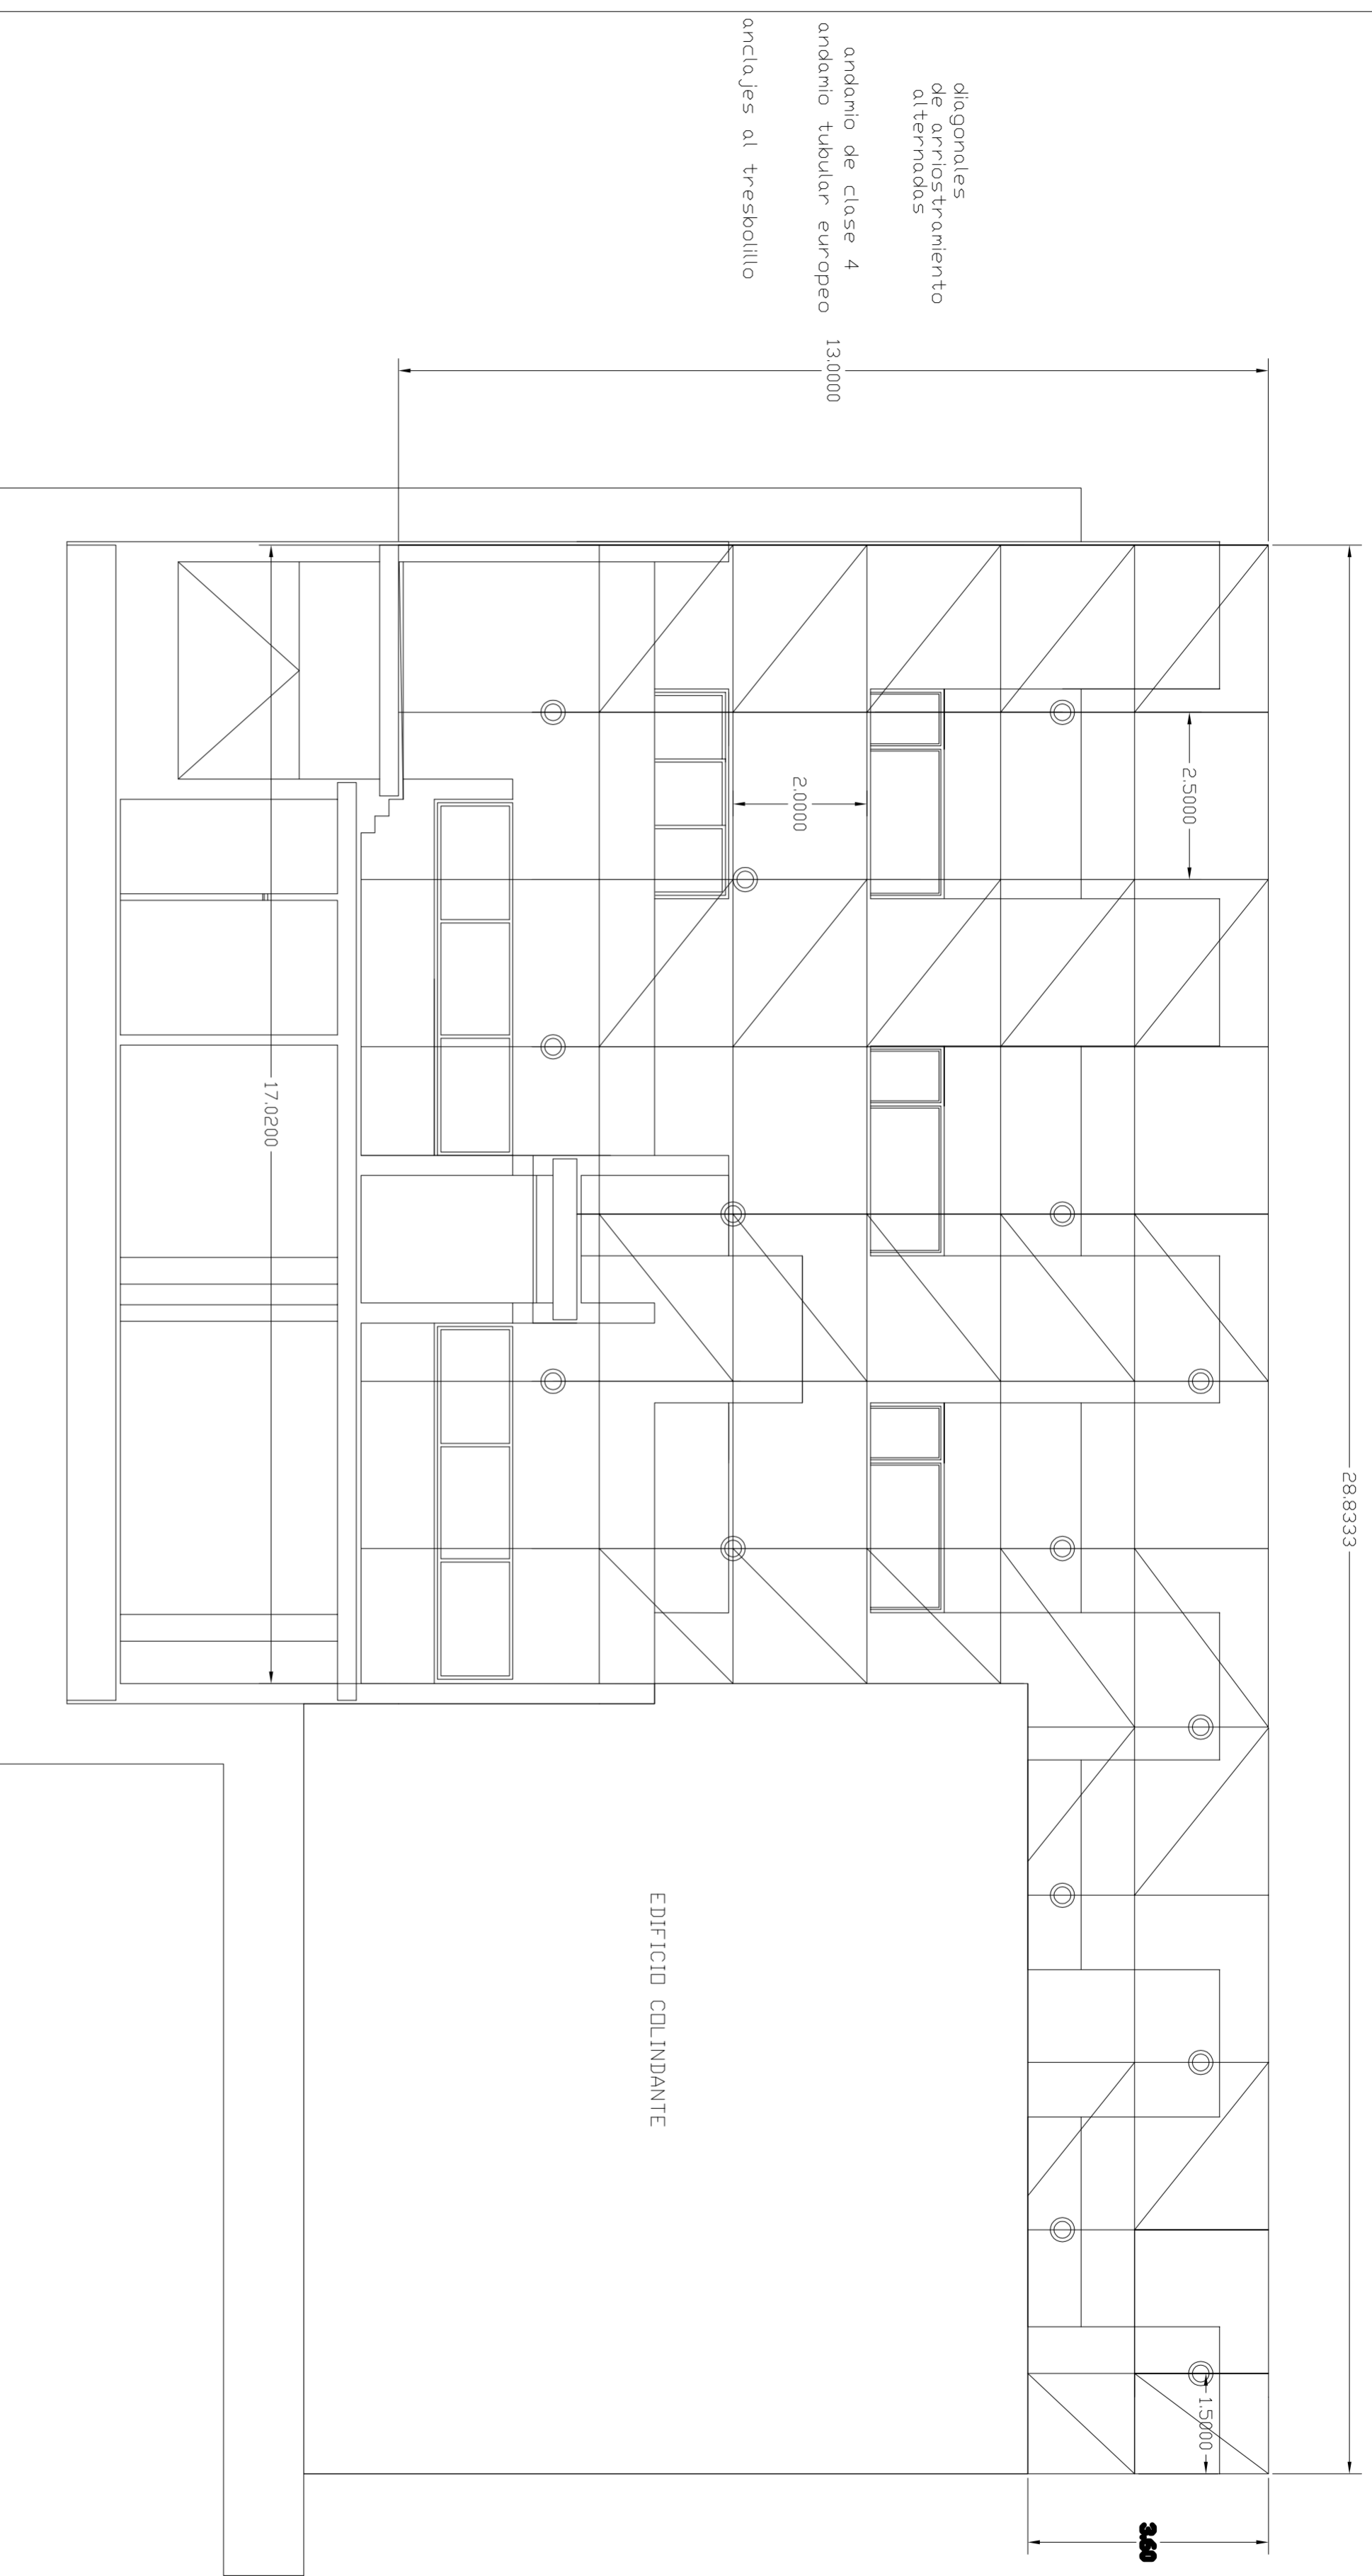 28.8333
1.5000
3.60
2.5000
diagonales
de arriostramiento
alternadas
andamio de clase 4
andamio tubular europeo
13.0000
2.0000
anclajes al tresbolillo
EDIFICIO COLINDANTE
17.0200